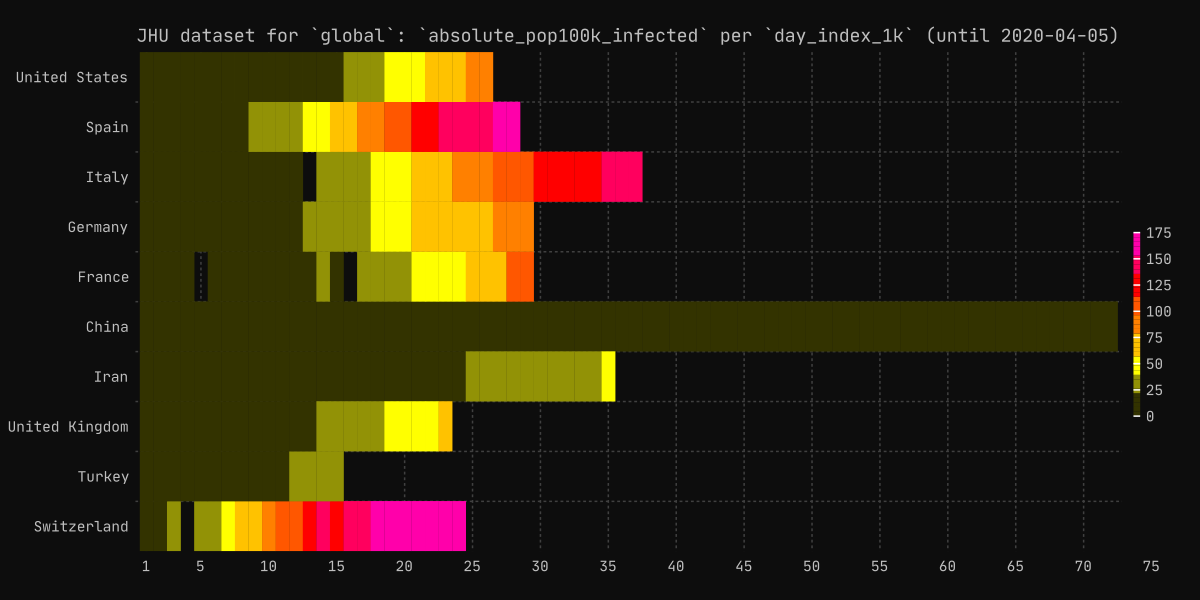 JHU dataset for `global`: `absolute_pop100k_infected` per `day_index_1k` (until 2020-04-05)
United States
Spain
Italy
Germany
France
China
Iran
United Kingdom
Turkey
Switzerland
175
150
125
100
75
50
25
0
1 5 10 15 20 25 30 35 40 45 50 55 60 65 70 75